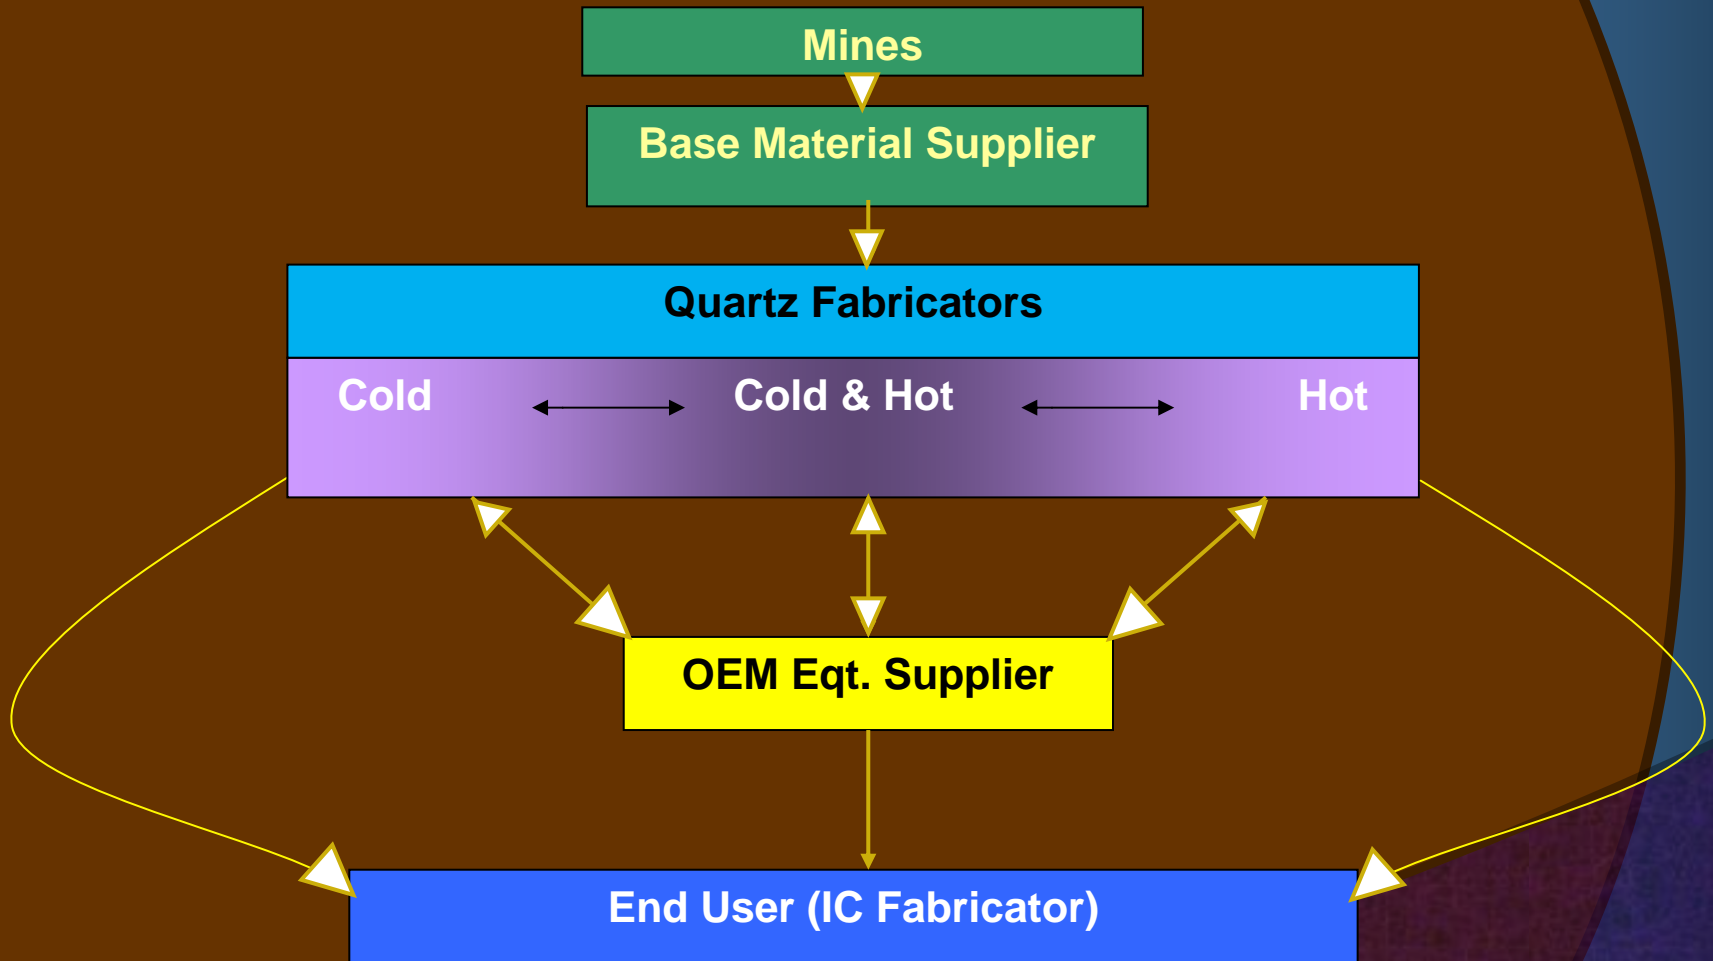 Mines
Base Material Supplier
Quartz Fabricators
Cold Cold & Hot Hot
OEM Eqt. Supplier
End User (IC Fabricator)